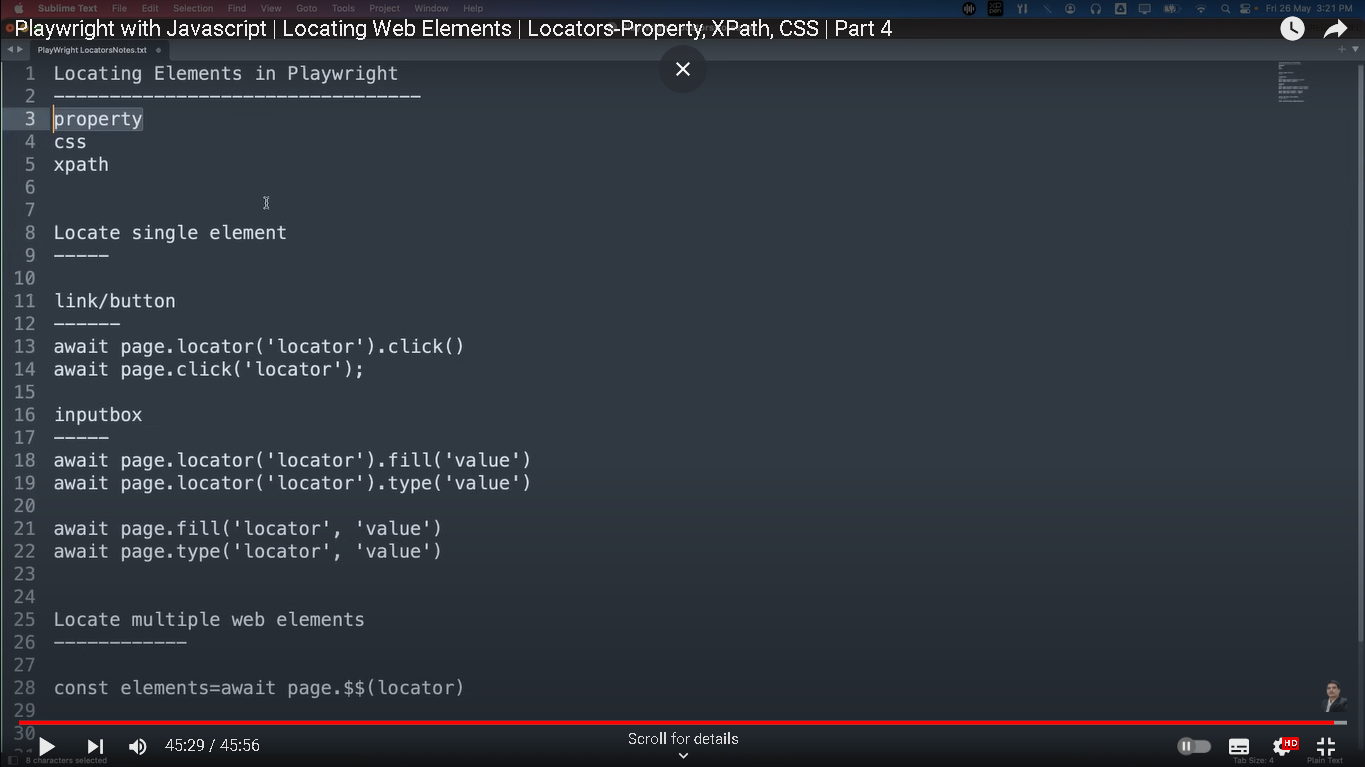 Sublime Text File Edit Selection Find View Goto Tools Project Window Help Fri 26 May 3:21 PM
Playwright with Javascript | Locating Web Elements | Locators-Property, XPath, CSS | Part 4
PlayWright LocatorsNotes.txt
1 Locating Elements in Playwright
2 ---------------------------------
3 property
4 css
5 xpath
6
7
8 Locate single element
9 -----
10
11 link/button
12 ------
13 await page.locator('locator').click()
14 await page.click('locator');
15
16 inputbox
17 -----
18 await page.locator('locator').fill('value')
19 await page.locator('locator').type('value')
20
21 await page.fill('locator', 'value')
22 await page.type('locator', 'value')
23
24
25 Locate multiple web elements
26 ------------
27
28 const elements=await page.$$(locator)
29
30
45:29 / 45:56
Scroll for details
HD
8 characters selected
Tab Size: 4
Plain Text